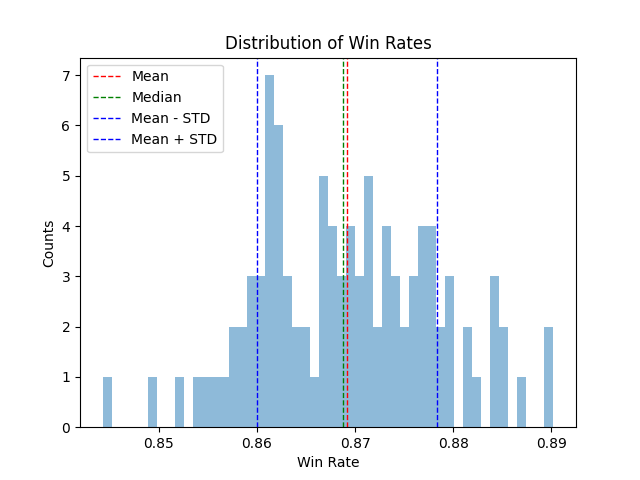 Distribution of Win Rates
Mean
Median
Mean - STD
Mean + STD
7
6
5
4
3
2
1
0
Counts
0.85 0.86 0.87 0.88 0.89
Win Rate